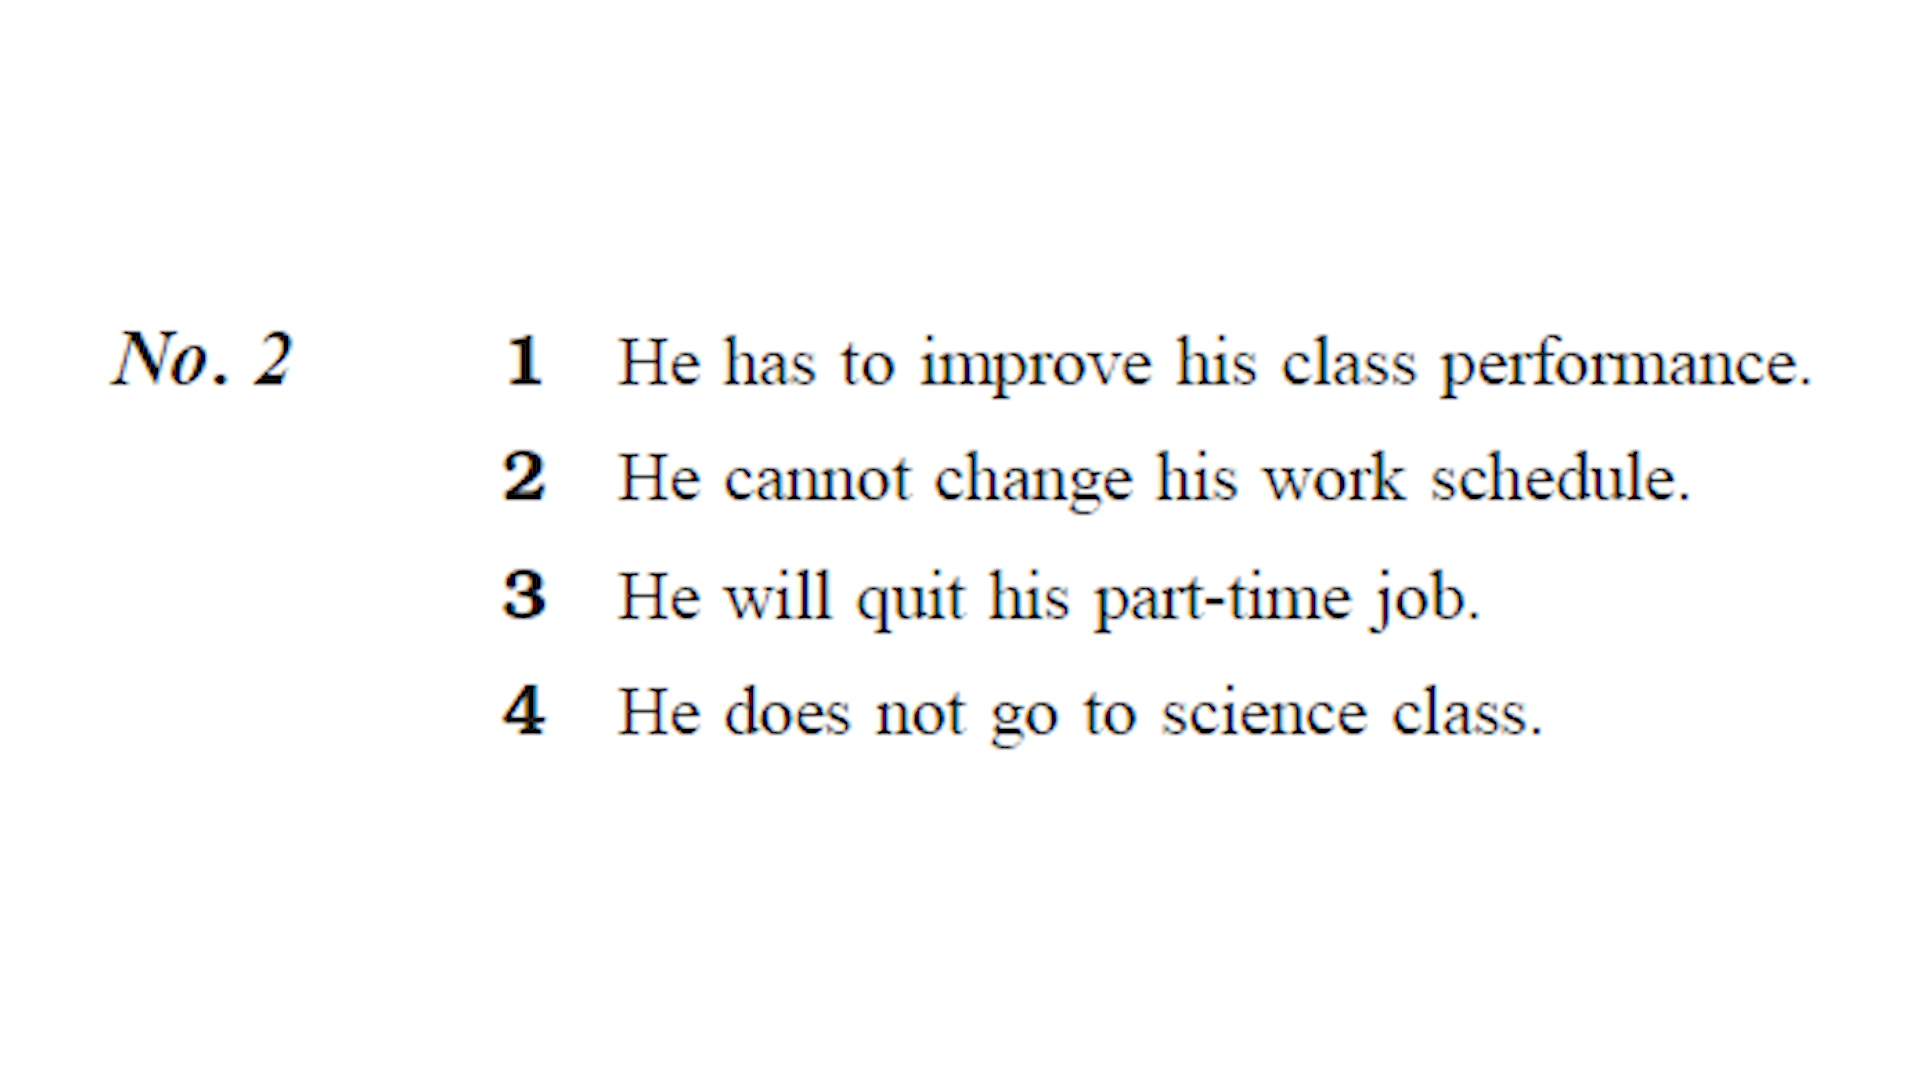 No. 2 1 He has to improve his class performance.
2 He cannot change his work schedule.
3 He will quit his part-time job.
4 He does not go to science class.